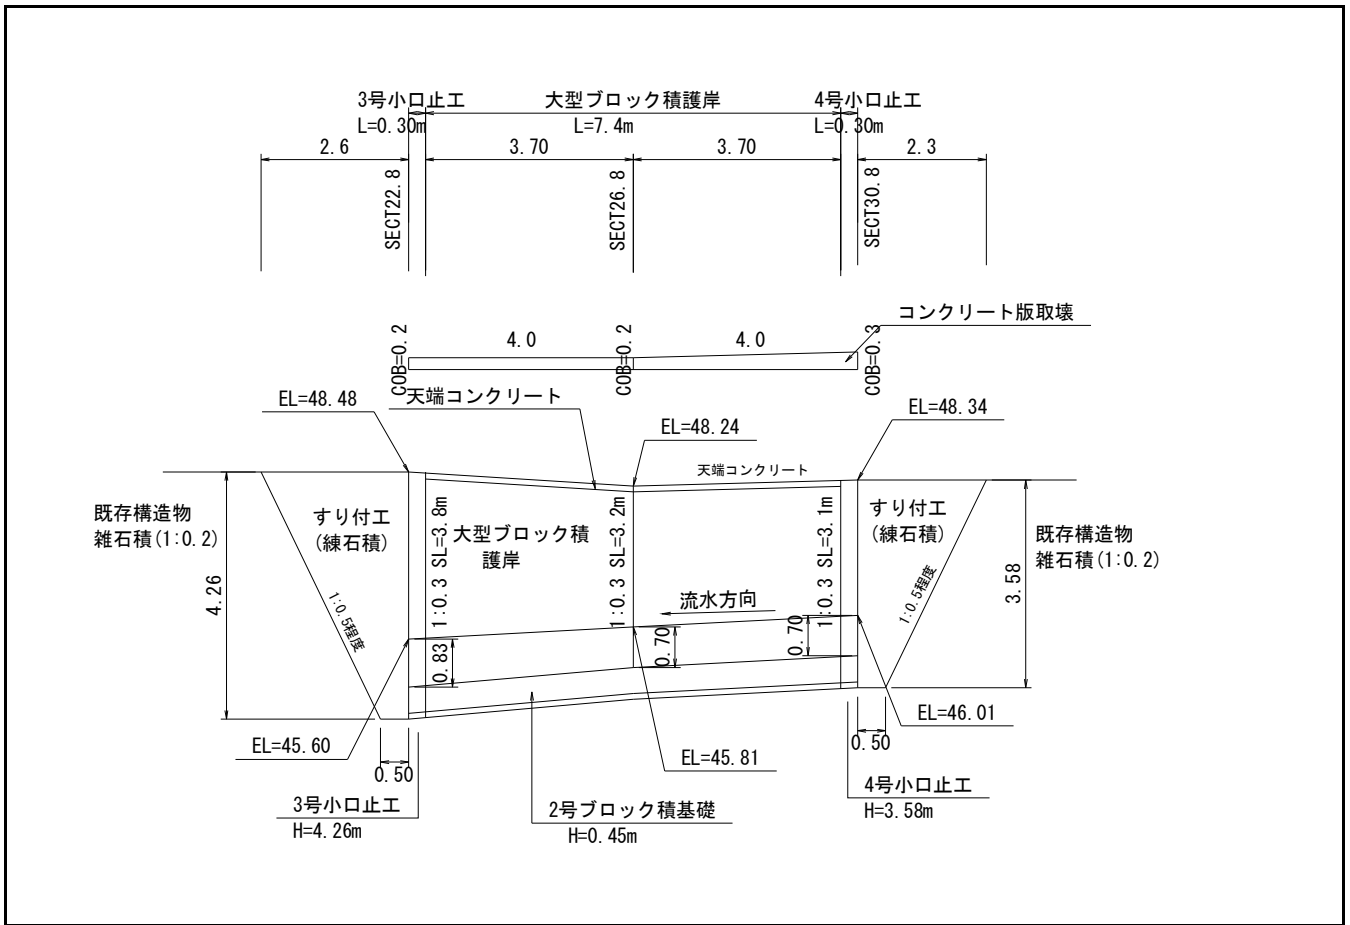 3号小口止工
大型ブロック積護岸
4号小口止工
L=0.30m
L=7.4m
L=0.30m
2.6
3.70
3.70
2.3
SECT22.8
SECT26.8
SECT30.8
コンクリート版取壊
COB=0.2
4.0
COB=0.2
4.0
COB=0.3
EL=48.48
天端コンクリート
EL=48.24
EL=48.34
天端コンクリート
既存構造物
雑石積(1:0.2)
すり付工
(練石積)
1:0.3 SL=3.8m
大型ブロック積
護岸
1:0.3 SL=3.2m
1:0.3 SL=3.1m
すり付工
(練石積)
既存構造物
雑石積(1:0.2)
4.26
1:0.5程度
流水方向
1:0.5程度
3.58
0.83
0.70
0.70
EL=45.60
0.50
EL=45.81
EL=46.01
0.50
3号小口止工
H=4.26m
2号ブロック積基礎
H=0.45m
4号小口止工
H=3.58m